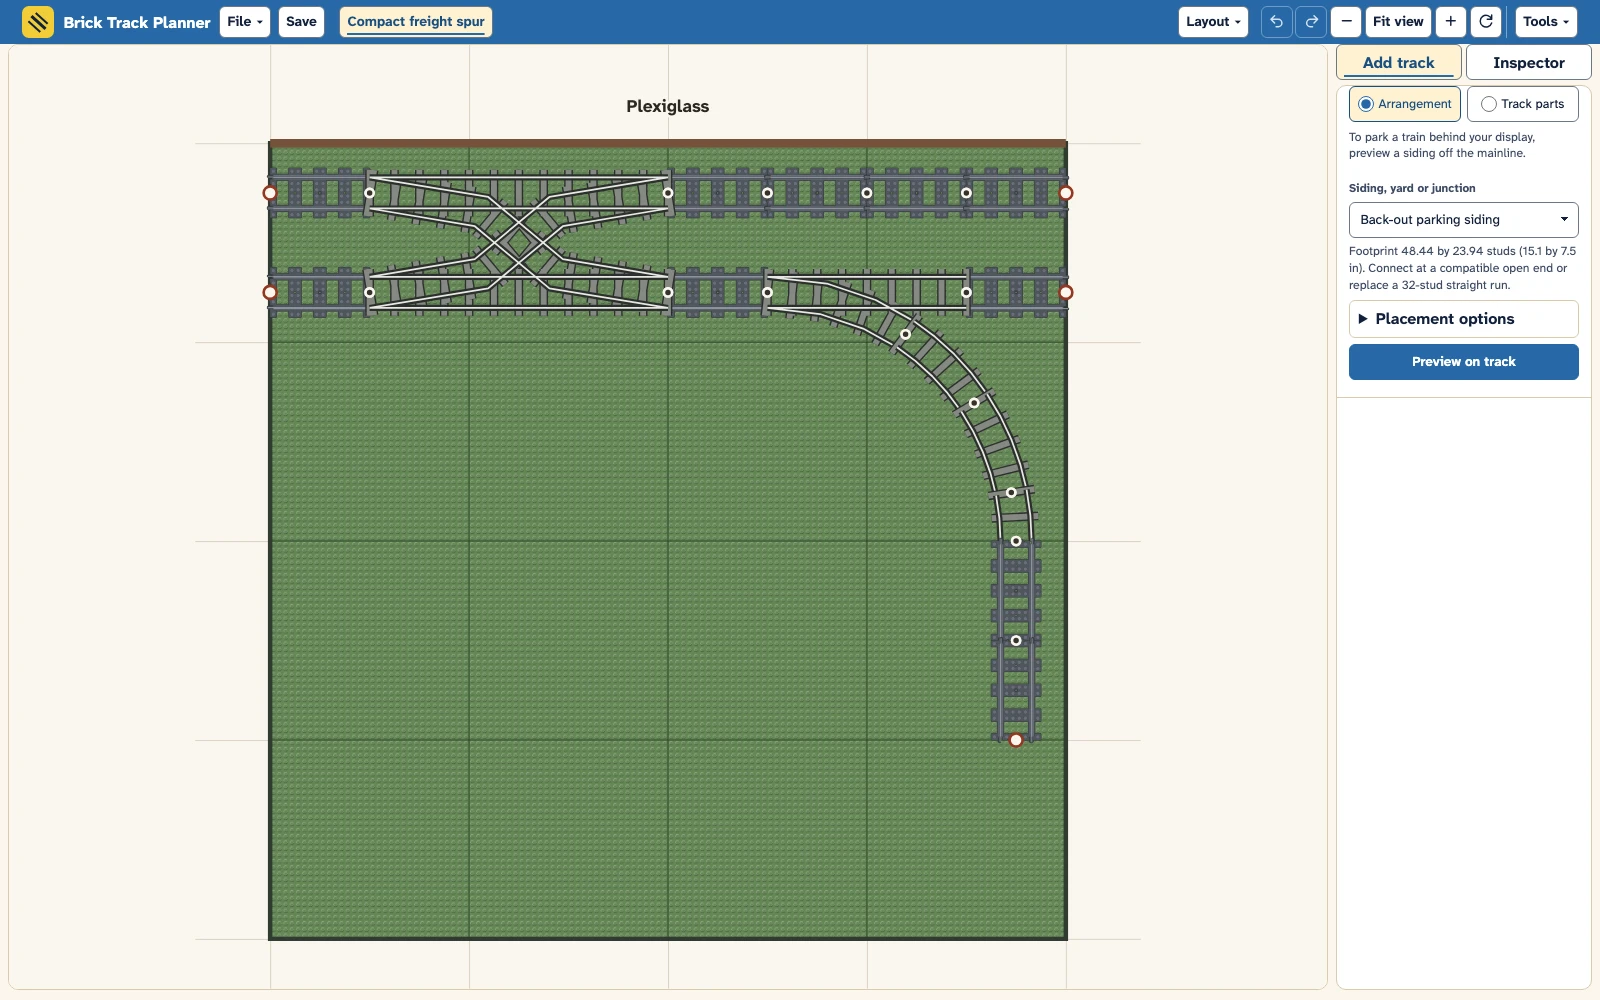 Brick Track Planner
File
Save
Compact freight spur
Layout
Fit view
Tools
Add track
Inspector
Arrangement
Track parts
To park a train behind your display,
preview a siding off the mainline.
Siding, yard or junction
Back-out parking siding
Footprint 48.44 by 23.94 studs (15.1 by 7.5
in). Connect at a compatible open end or
replace a 32-stud straight run.
Placement options
Preview on track
Plexiglass